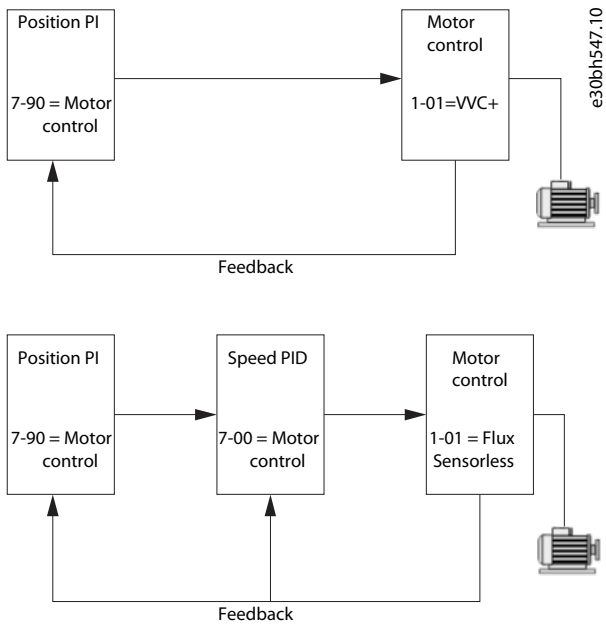 Position PI
7-90 = Motor
control
Motor
control
1-01=VVC+
e30bh547.10
Feedback
Position PI
7-90 = Motor
control
Speed PID
7-00 = Motor
control
Motor
control
1-01 = Flux
Sensorless
Feedback